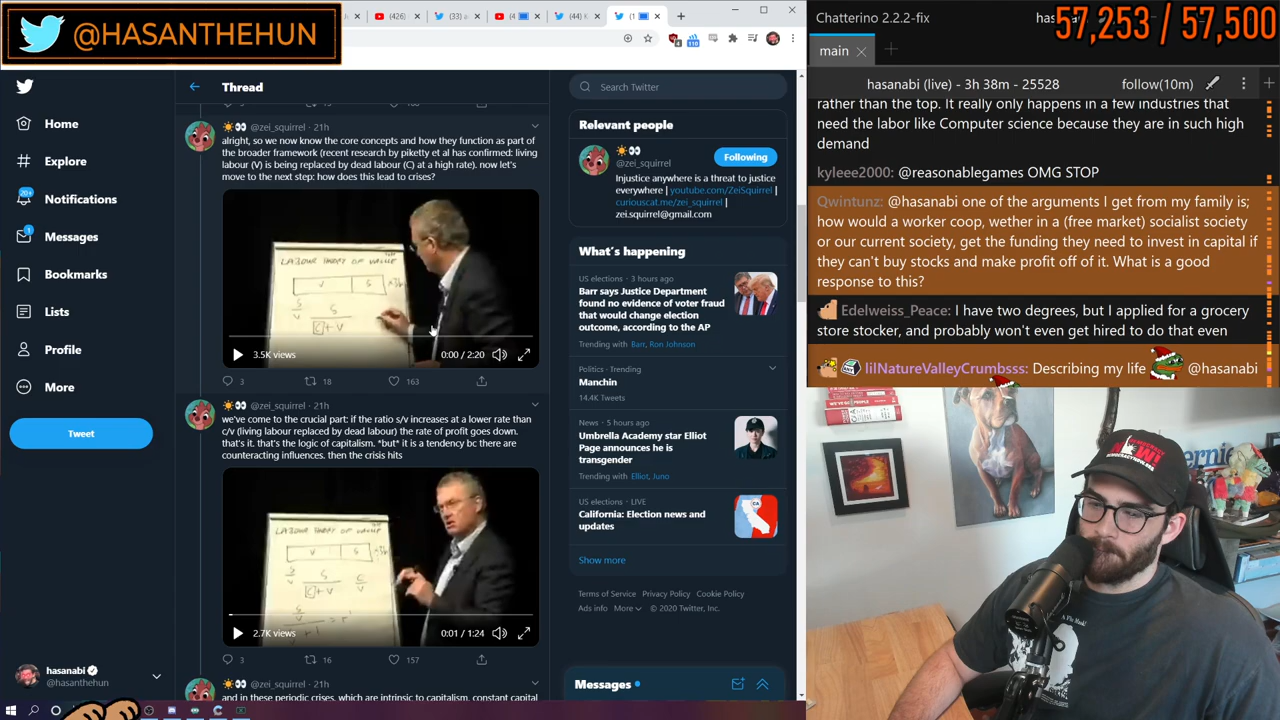 @HASANTHEHUN
(426)
(33) a
(4
(44) K
(1
Thread
Search Twitter
Home
Explore
20+
Notifications
1
Messages
Bookmarks
Lists
Profile
More
Tweet
hasanabi
@hasanthehun
@zei_squirrel · 21h
alright, so we now know the core concepts and how they function as part of
the broader framework (recent research by piketty et al has confirmed: living
labour (V) is being replaced by dead labour (C) at a high rate). now let's
move to the next step: how does this lead to crises?
LABOUR THEORY OF VALUE
3.5K views
0:00 / 2:20
3
18
163
@zei_squirrel · 21h
we've come to the crucial part: if the ratio s/v increases at a lower rate than
c/v (living labour replaced by dead labour) the rate of profit goes down.
that's it. that's the logic of capitalism. *but* it is a tendency bc there are
counteracting influences. then the crisis hits
LABOUR THEORY OF VALUE
2.7K views
0:01 / 1:24
3
16
157
@zei_squirrel · 21h
and in these periodic crises, which are intrinsic to capitalism, constant capital
Relevant people
@zei_squirrel
Following
Injustice anywhere is a threat to justice
everywhere | youtube.com/ZeiSquirrel |
curiouscat.me/zei_squirrel |
zei.squirrel@gmail.com
What's happening
US elections · 3 hours ago
Barr says Justice Department
found no evidence of voter fraud
that would change election
outcome, according to the AP
Trending with · Barr, Ron Johnson
Politics · Trending
Manchin
14.4K Tweets
News · 5 hours ago
Umbrella Academy star Elliot
Page announces he is
transgender
Trending with · Elliot, Juno
US elections · LIVE
California: Election news and
updates
Show more
Terms of Service Privacy Policy Cookie Policy
Ads info More © 2020 Twitter, Inc.
Messages
Chatterino 2.2.2-fix
57,253 / 57,500
main
hasanabi (live) - 3h 38m - 25528
follow(10m)
rather than the top. It really only happens in a few industries that
need the labor like Computer science because they are in such high
demand
kyleee2000: @reasonablegames OMG STOP
Qwintunz: @hasanabi one of the arguments I get from my family is;
how would a worker coop, wether in a (free market) socialist society
or our current society, get the funding they need to invest in capital if
they can't buy stocks and make profit off of it. What is a good
response to this?
Edelweiss_Peace: I have two degrees, but I applied for a grocery
store stocker, and probably won't even get hired to do that even
lilNatureValleyCrumbsss: Describing my life @hasanabi